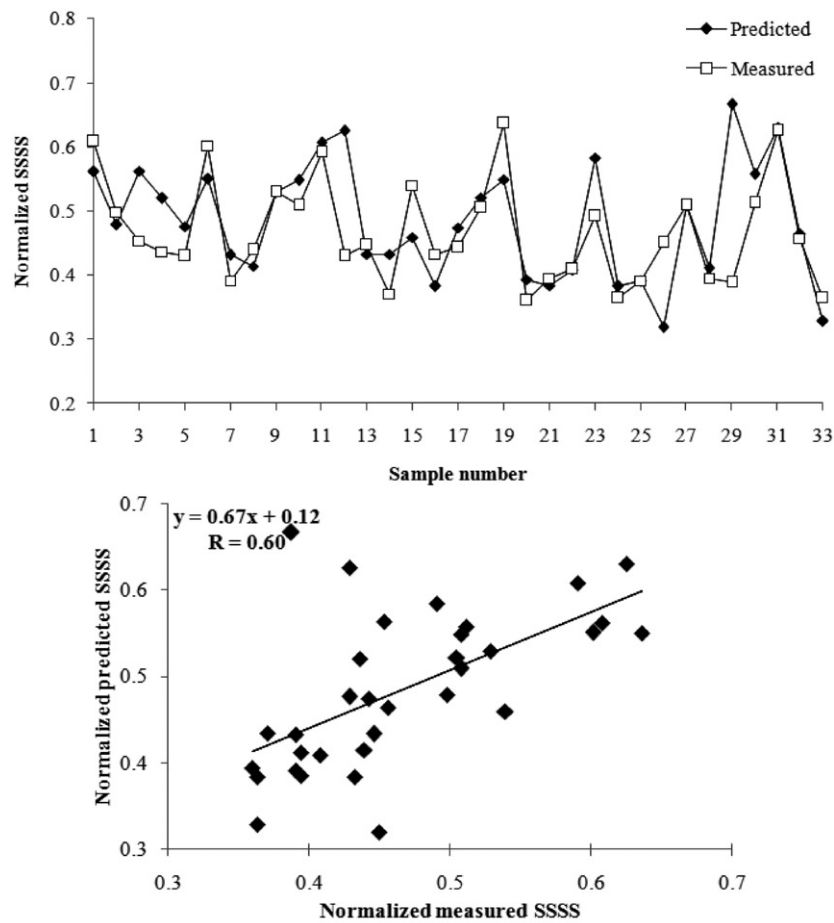 0.8
0.7
0.6
0.5
0.4
0.3
0.2
Normalized SSSS
Predicted
Measured
1 3 5 7 9 11 13 15 17 19 21 23 25 27 29 31 33
Sample number
0.7
0.6
0.5
0.4
0.3
Normalized predicted SSSS
y = 0.67x + 0.12
R = 0.60
0.3 0.4 0.5 0.6 0.7
Normalized measured SSSS